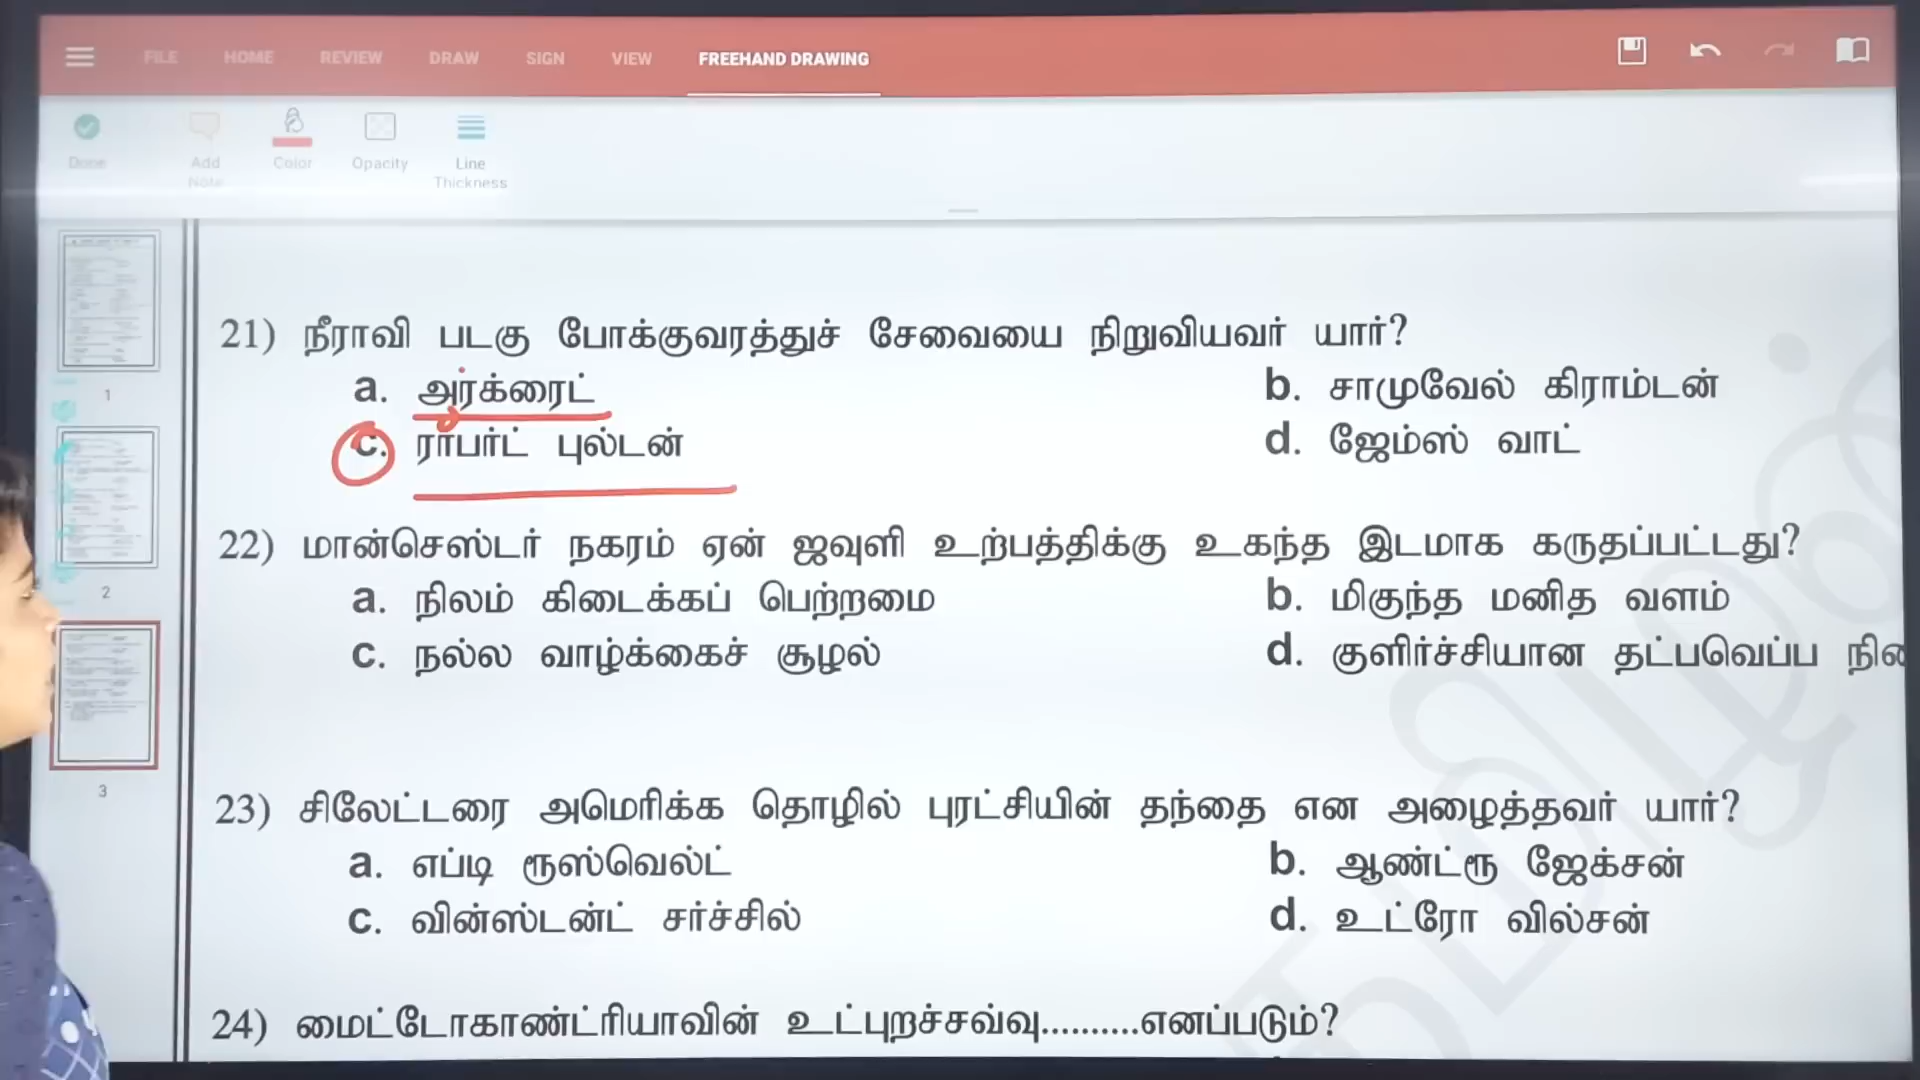 FILE HOME REVIEW DRAW SIGN VIEW FREEHAND DRAWING
Done Add Note Color Opacity Line Thickness
21) நீராவி படகு போக்குவரத்துச் சேவையை நிறுவியவர் யார்?
a. அர்க்ரைட் b. சாமுவேல் கிராம்டன்
c. ராபர்ட் புல்டன் d. ஜேம்ஸ் வாட்
22) மான்செஸ்டர் நகரம் ஏன் ஜவுளி உற்பத்திக்கு உகந்த இடமாக கருதப்பட்டது?
a. நிலம் கிடைக்கப் பெற்றமை b. மிகுந்த மனித வளம்
c. நல்ல வாழ்க்கைச் சூழல் d. குளிர்ச்சியான தட்பவெப்ப
23) சிலேட்டரை அமெரிக்க தொழில் புரட்சியின் தந்தை என அழைத்தவர் யார்?
a. எப்டி ரூஸ்வெல்ட் b. ஆண்ட்ரூ ஜேக்சன்
c. வின்ஸ்டன்ட் சர்ச்சில் d. உட்ரோ வில்சன்
24) மைட்டோகாண்ட்ரியாவின் உட்புறச்சவ்வு..........எனப்படும்?
1
2
3